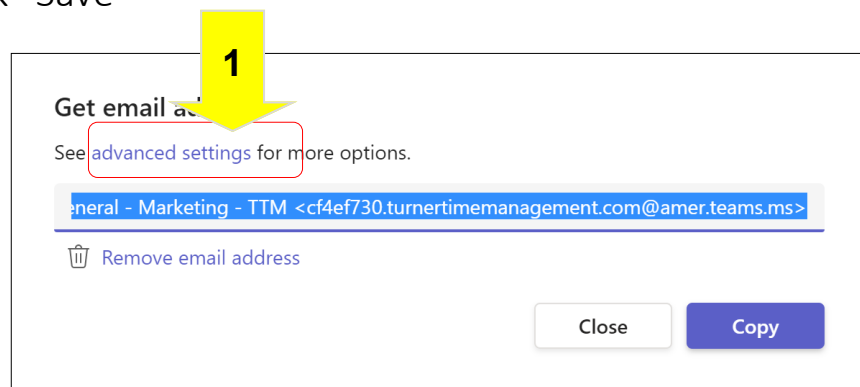 Save
1
Get email
See advanced settings for more options.
eneral - Marketing - TTM <cf4ef730.turnertimemanagement.com@amer.teams.ms>
Remove email address
Close
Copy